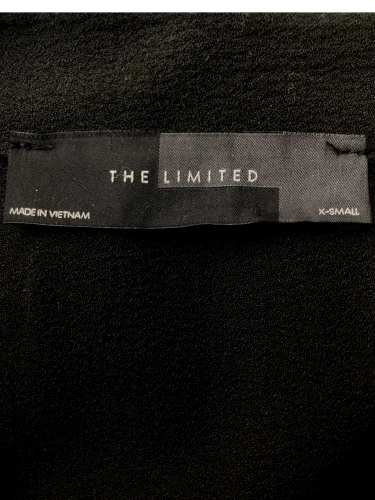 THE LIMITED
MADE IN VIETNAM
X-SMALL